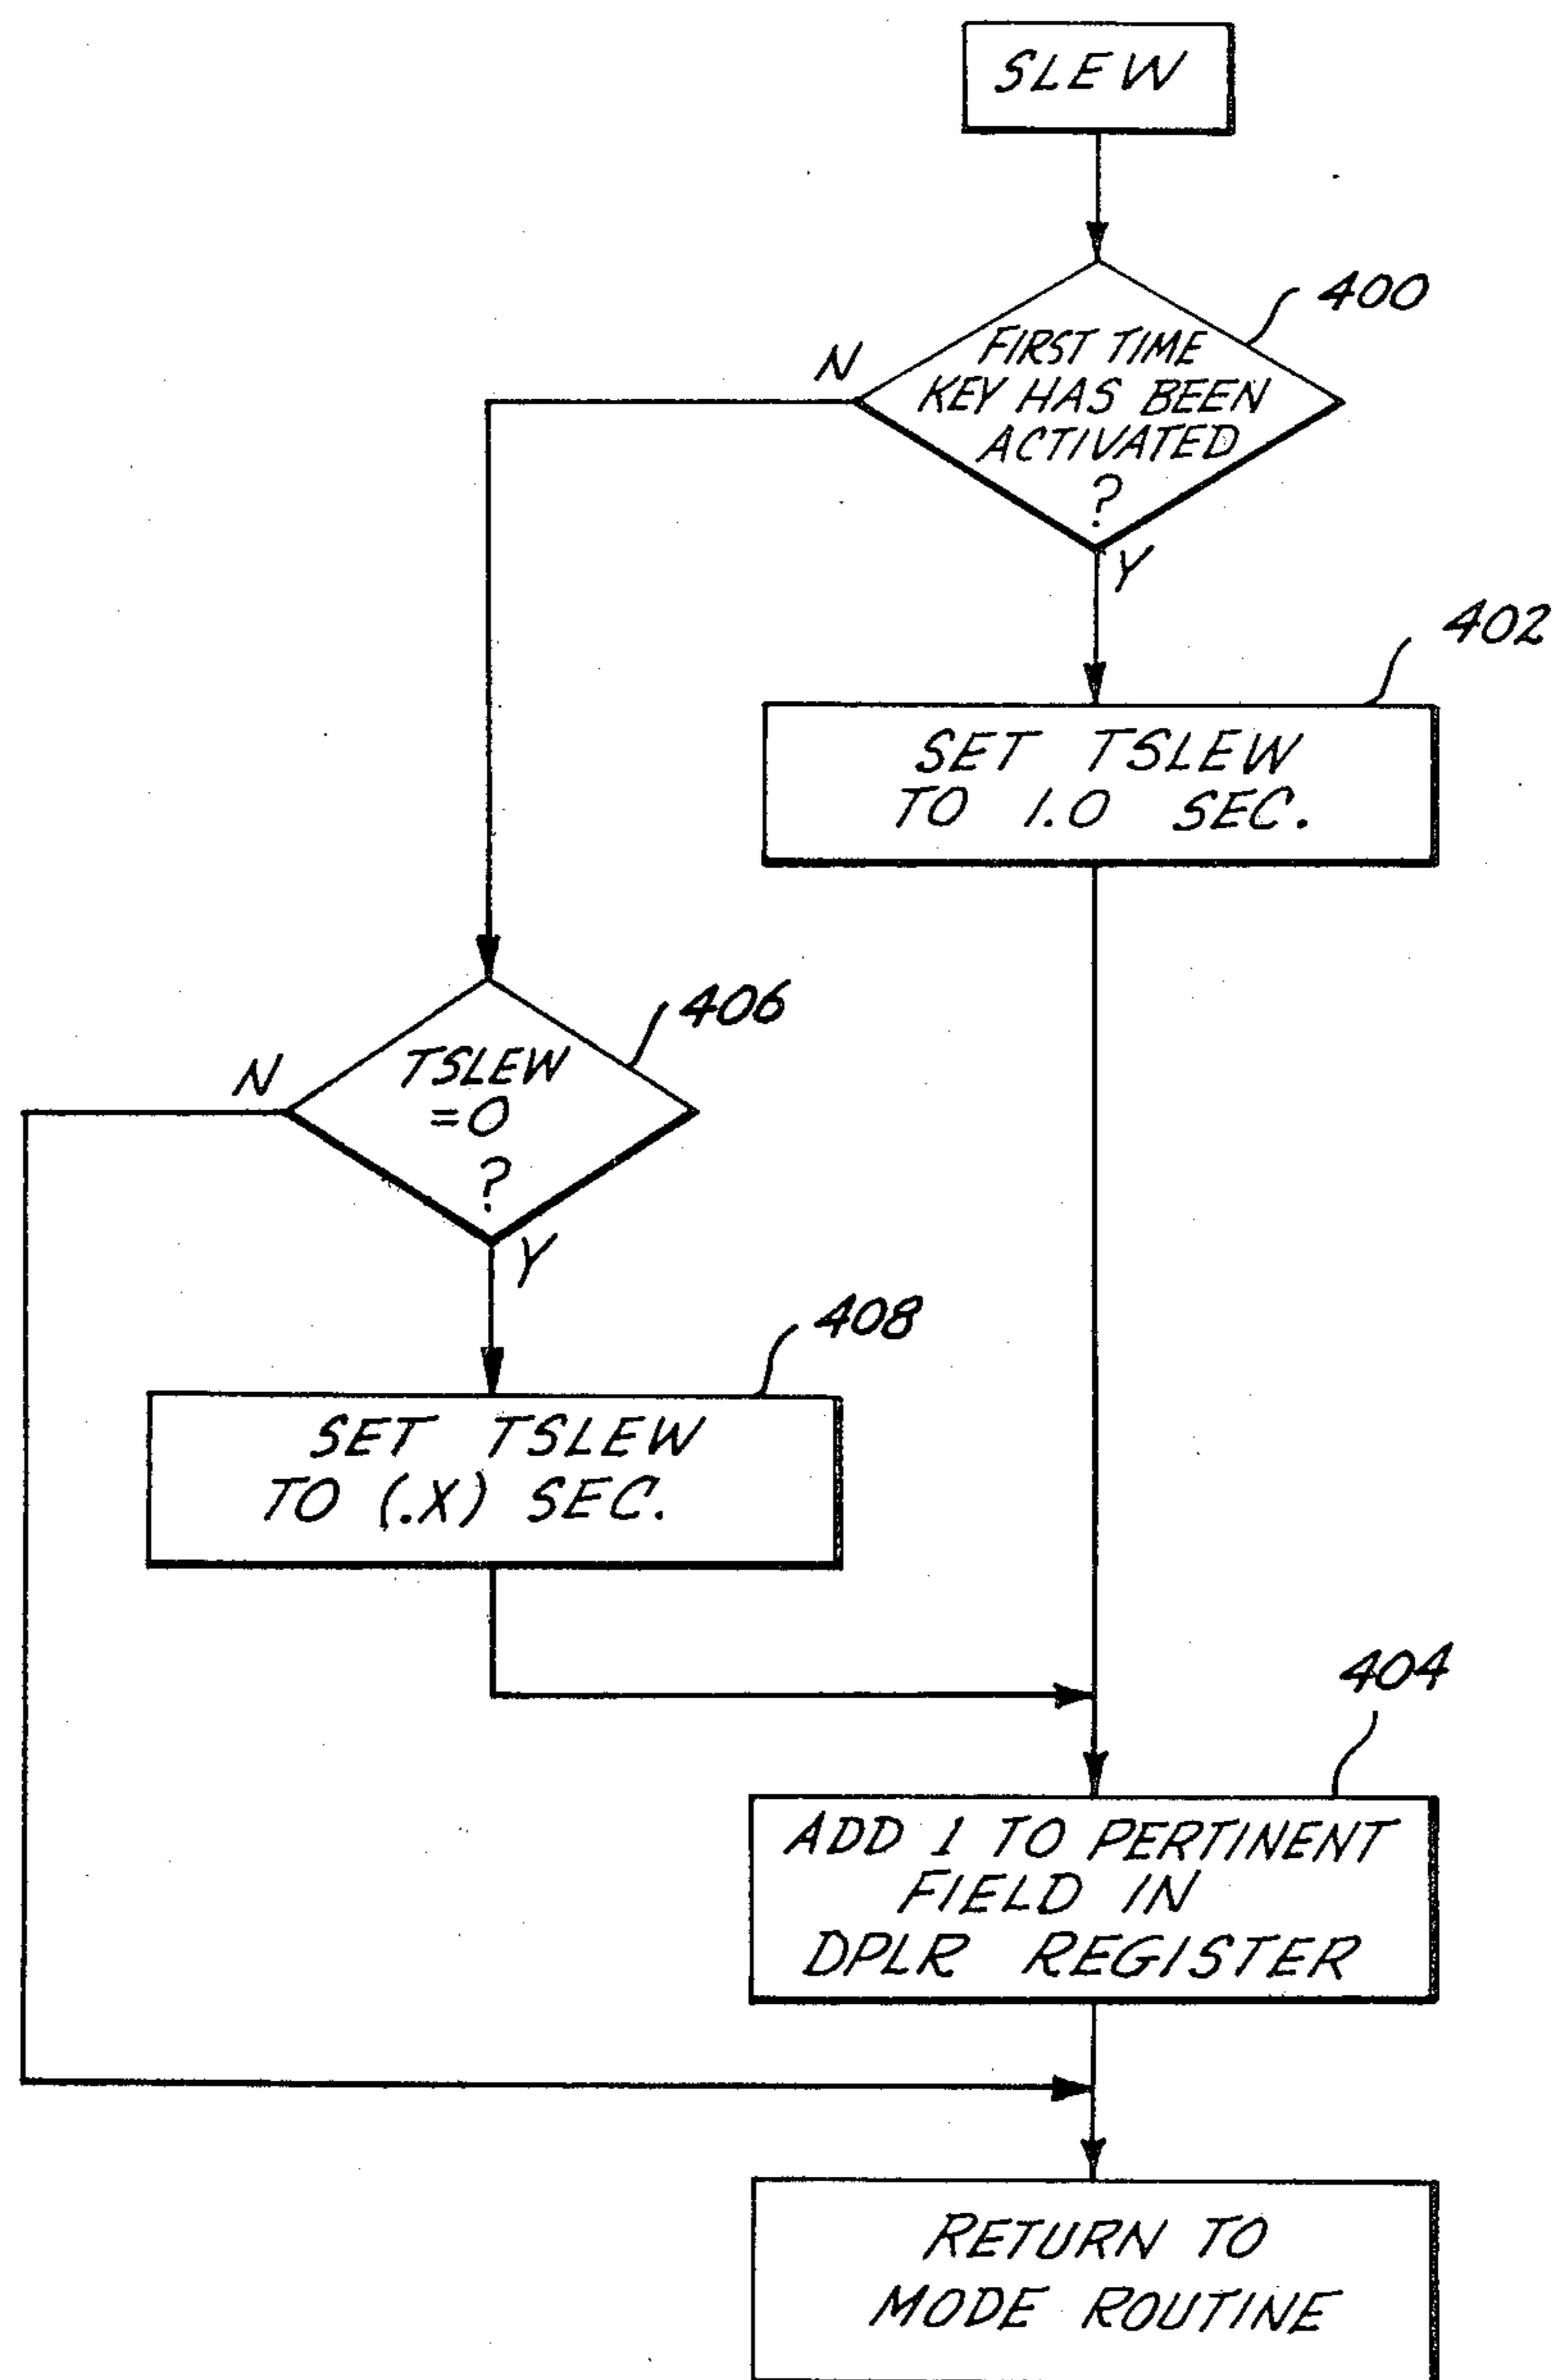 SLEW
400
FIRST TIME
KEY HAS BEEN
ACTIVATED
?
N
Y
402
SET TSLEW
TO 1.0 SEC.
406
TSLEW
=0
?
N
Y
408
SET TSLEW
TO (.X) SEC.
404
ADD 1 TO PERTINENT
FIELD IN
DPLR REGISTER
RETURN TO
MODE ROUTINE